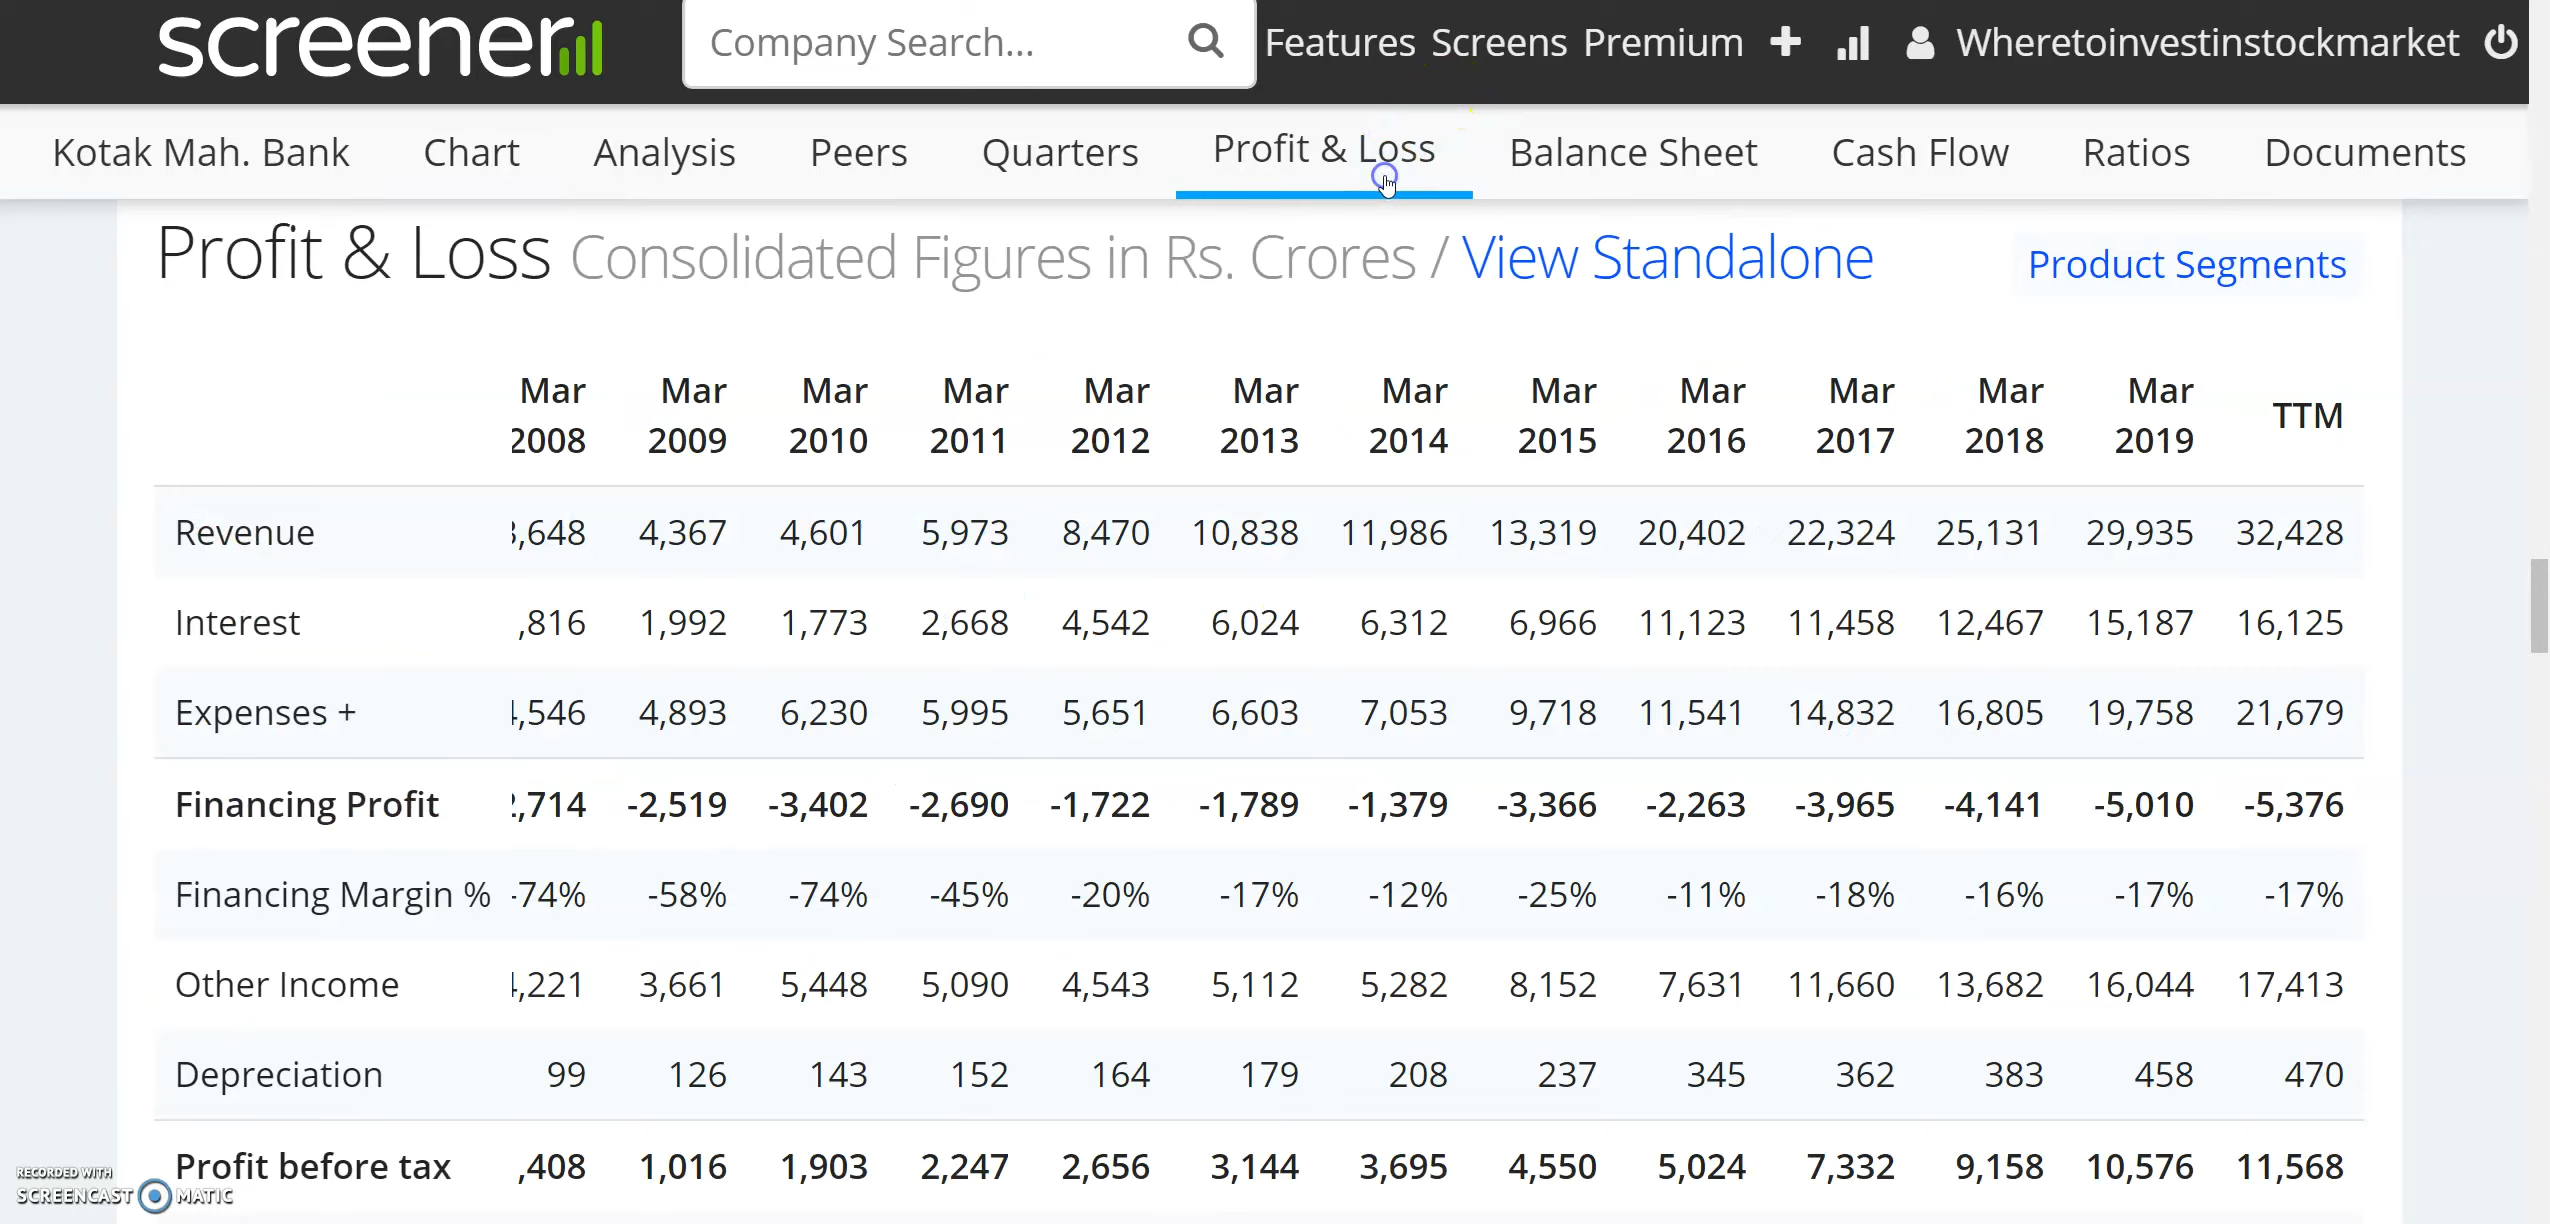 screener
Company Search...
Features Screens Premium Wheretoinvestinstockmarket
Kotak Mah. Bank Chart Analysis Peers Quarters Profit & Loss Balance Sheet Cash Flow Ratios Documents
Profit & Loss Consolidated Figures in Rs. Crores / View Standalone Product Segments
Mar Mar Mar Mar Mar Mar Mar Mar Mar Mar Mar Mar TTM
2008 2009 2010 2011 2012 2013 2014 2015 2016 2017 2018 2019
Revenue ,648 4,367 4,601 5,973 8,470 10,838 11,986 13,319 20,402 22,324 25,131 29,935 32,428
Interest ,816 1,992 1,773 2,668 4,542 6,024 6,312 6,966 11,123 11,458 12,467 15,187 16,125
Expenses + ,546 4,893 6,230 5,995 5,651 6,603 7,053 9,718 11,541 14,832 16,805 19,758 21,679
Financing Profit ,714 -2,519 -3,402 -2,690 -1,722 -1,789 -1,379 -3,366 -2,263 -3,965 -4,141 -5,010 -5,376
Financing Margin % -74% -58% -74% -45% -20% -17% -12% -25% -11% -18% -16% -17% -17%
Other Income ,221 3,661 5,448 5,090 4,543 5,112 5,282 8,152 7,631 11,660 13,682 16,044 17,413
Depreciation 99 126 143 152 164 179 208 237 345 362 383 458 470
Profit before tax ,408 1,016 1,903 2,247 2,656 3,144 3,695 4,550 5,024 7,332 9,158 10,576 11,568
RECORDED WITH
SCREENCAST MATIC